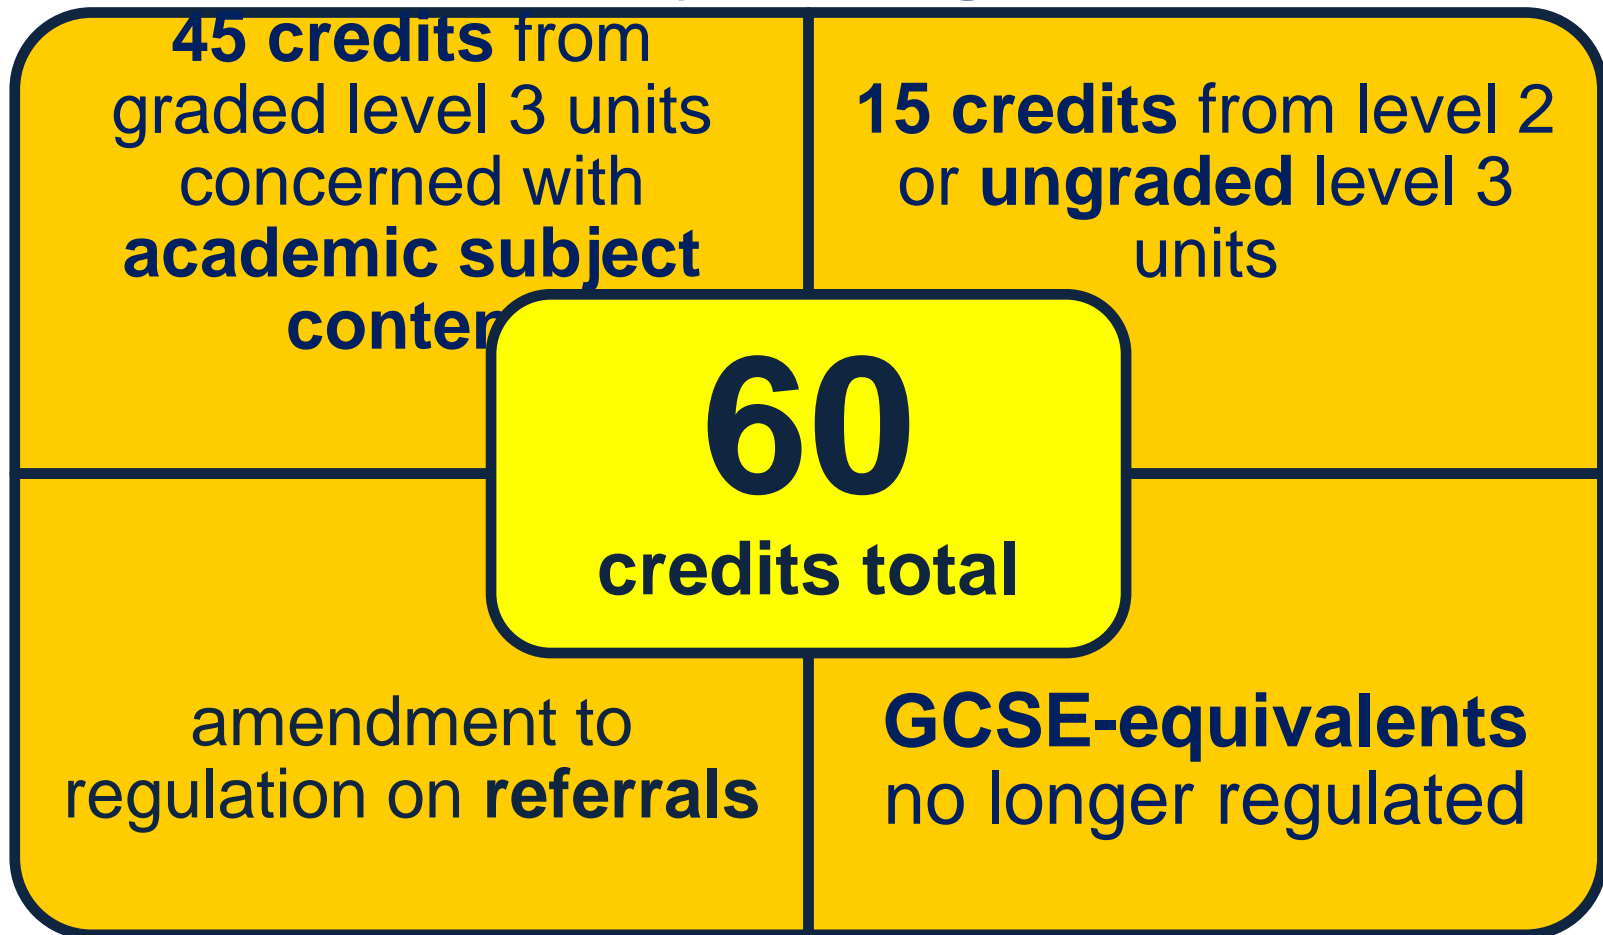 45 credits from
graded level 3 units
concerned with
academic subject
15 credits from level 2
or ungraded level 3
units
60
credits total
amendment to
regulation on referrals
GCSE-equivalents
no longer regulated